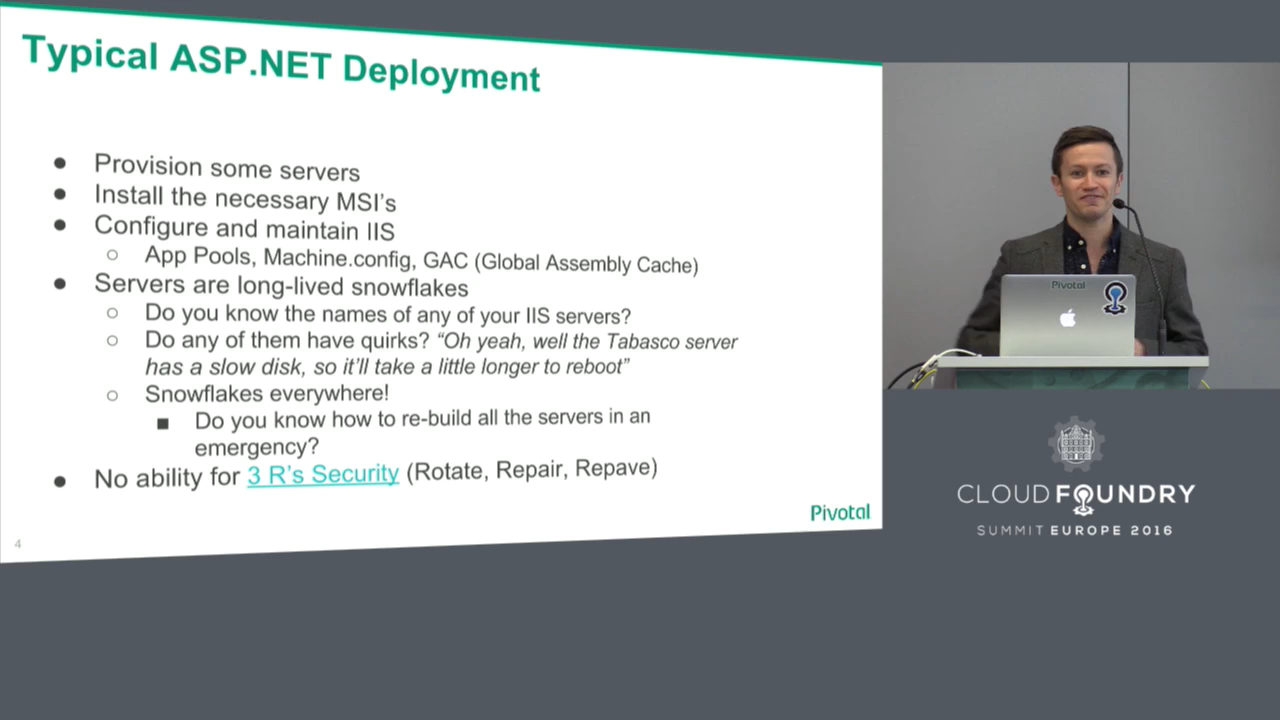 Typical ASP.NET Deployment
● Provision some servers
● Install the necessary MSI's
● Configure and maintain IIS
○ App Pools, Machine.config, GAC (Global Assembly Cache)
● Servers are long-lived snowflakes
○ Do you know the names of any of your IIS servers?
○ Do any of them have quirks? “Oh yeah, well the Tabasco server
has a slow disk, so it'll take a little longer to reboot”
○ Snowflakes everywhere!
■ Do you know how to re-build all the servers in an
emergency?
● No ability for 3 R's Security (Rotate, Repair, Repave)
Pivotal
4
Pivotal
CLOUD FOUNDRY
SUMMIT EUROPE 2016